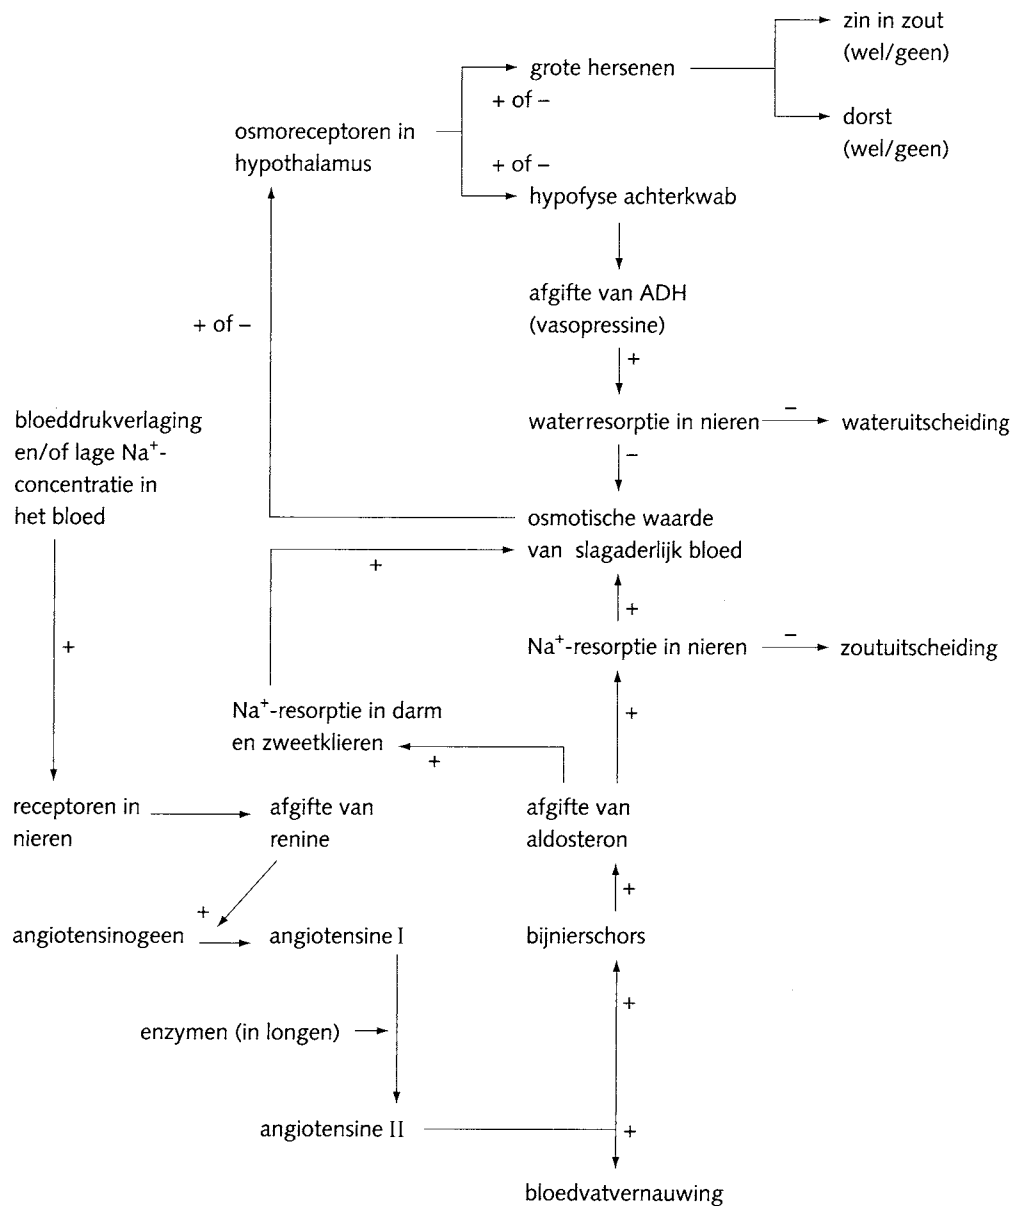 zin in zout
(wel/geen)
grote hersenen
+ of –
dorst
(wel/geen)
osmoreceptoren in
hypothalamus
+ of –
hypofyse achterkwab
afgifte van ADH
(vasopressine)
+ of –
+
bloeddrukverlaging
en/of lage Na⁺-
concentratie in
het bloed
waterresorptie in nieren
–
wateruitscheiding
–
osmotische waarde
van slagaderlijk bloed
+
+
+
Na⁺-resorptie in nieren
–
zoutuitscheiding
Na⁺-resorptie in darm
en zweetklieren
+
+
receptoren in
nieren
afgifte van
renine
afgifte van
aldosteron
+
+
angiotensinogeen
angiotensine I
bijnierschors
+
enzymen (in longen)
angiotensine II
+
bloedvatvernauwing